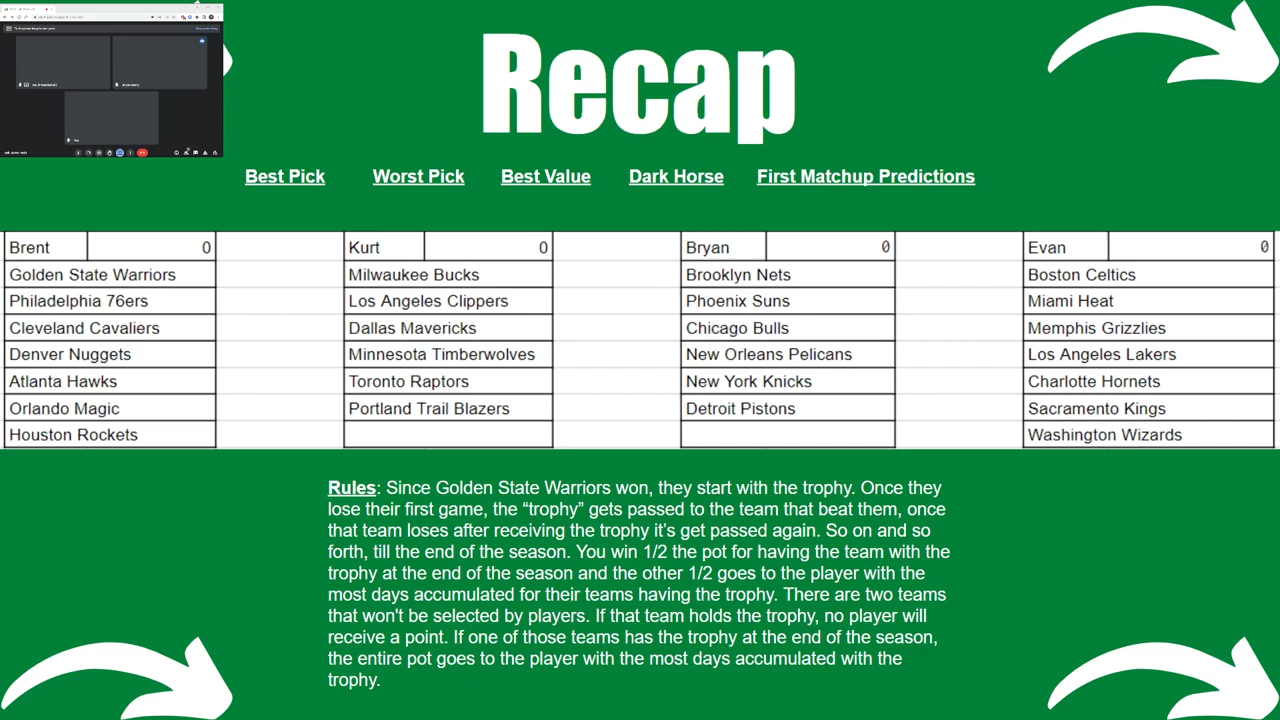 Recap
Best Pick Worst Pick Best Value Dark Horse First Matchup Predictions
Brent 0 Kurt 0 Bryan 0 Evan 0
Golden State Warriors Milwaukee Bucks Brooklyn Nets Boston Celtics
Philadelphia 76ers Los Angeles Clippers Phoenix Suns Miami Heat
Cleveland Cavaliers Dallas Mavericks Chicago Bulls Memphis Grizzlies
Denver Nuggets Minnesota Timberwolves New Orleans Pelicans Los Angeles Lakers
Atlanta Hawks Toronto Raptors New York Knicks Charlotte Hornets
Orlando Magic Portland Trail Blazers Detroit Pistons Sacramento Kings
Houston Rockets Washington Wizards
Rules: Since Golden State Warriors won, they start with the trophy. Once they
lose their first game, the “trophy” gets passed to the team that beat them, once
that team loses after receiving the trophy it’s get passed again. So on and so
forth, till the end of the season. You win 1/2 the pot for having the team with the
trophy at the end of the season and the other 1/2 goes to the player with the
most days accumulated for their teams having the trophy. There are two teams
that won't be selected by players. If that team holds the trophy, no player will
receive a point. If one of those teams has the trophy at the end of the season,
the entire pot goes to the player with the most days accumulated with the
trophy.